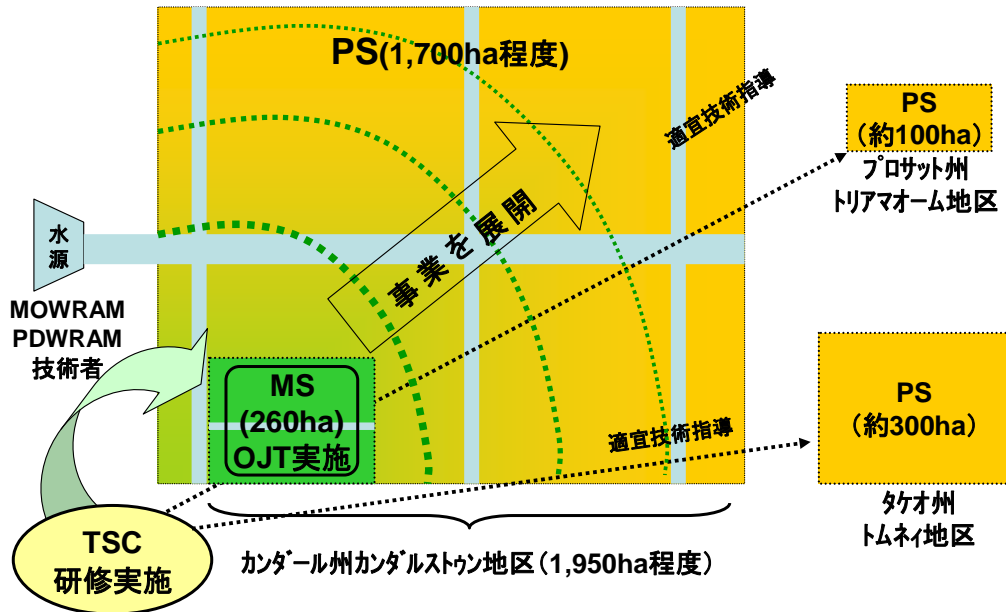 PS(1,700ha程度)
適宜技術指導
PS
(約100ha)
プロサット州
トリアマオーム地区
水
源
事業を展開
MOWRAM
PDWRAM
技術者
MS
(260ha)
OJT実施
適宜技術指導
PS
(約300ha)
タケオ州
トムネィ地区
TSC
研修実施
カンダール州カンダルストゥン地区(1,950ha程度)